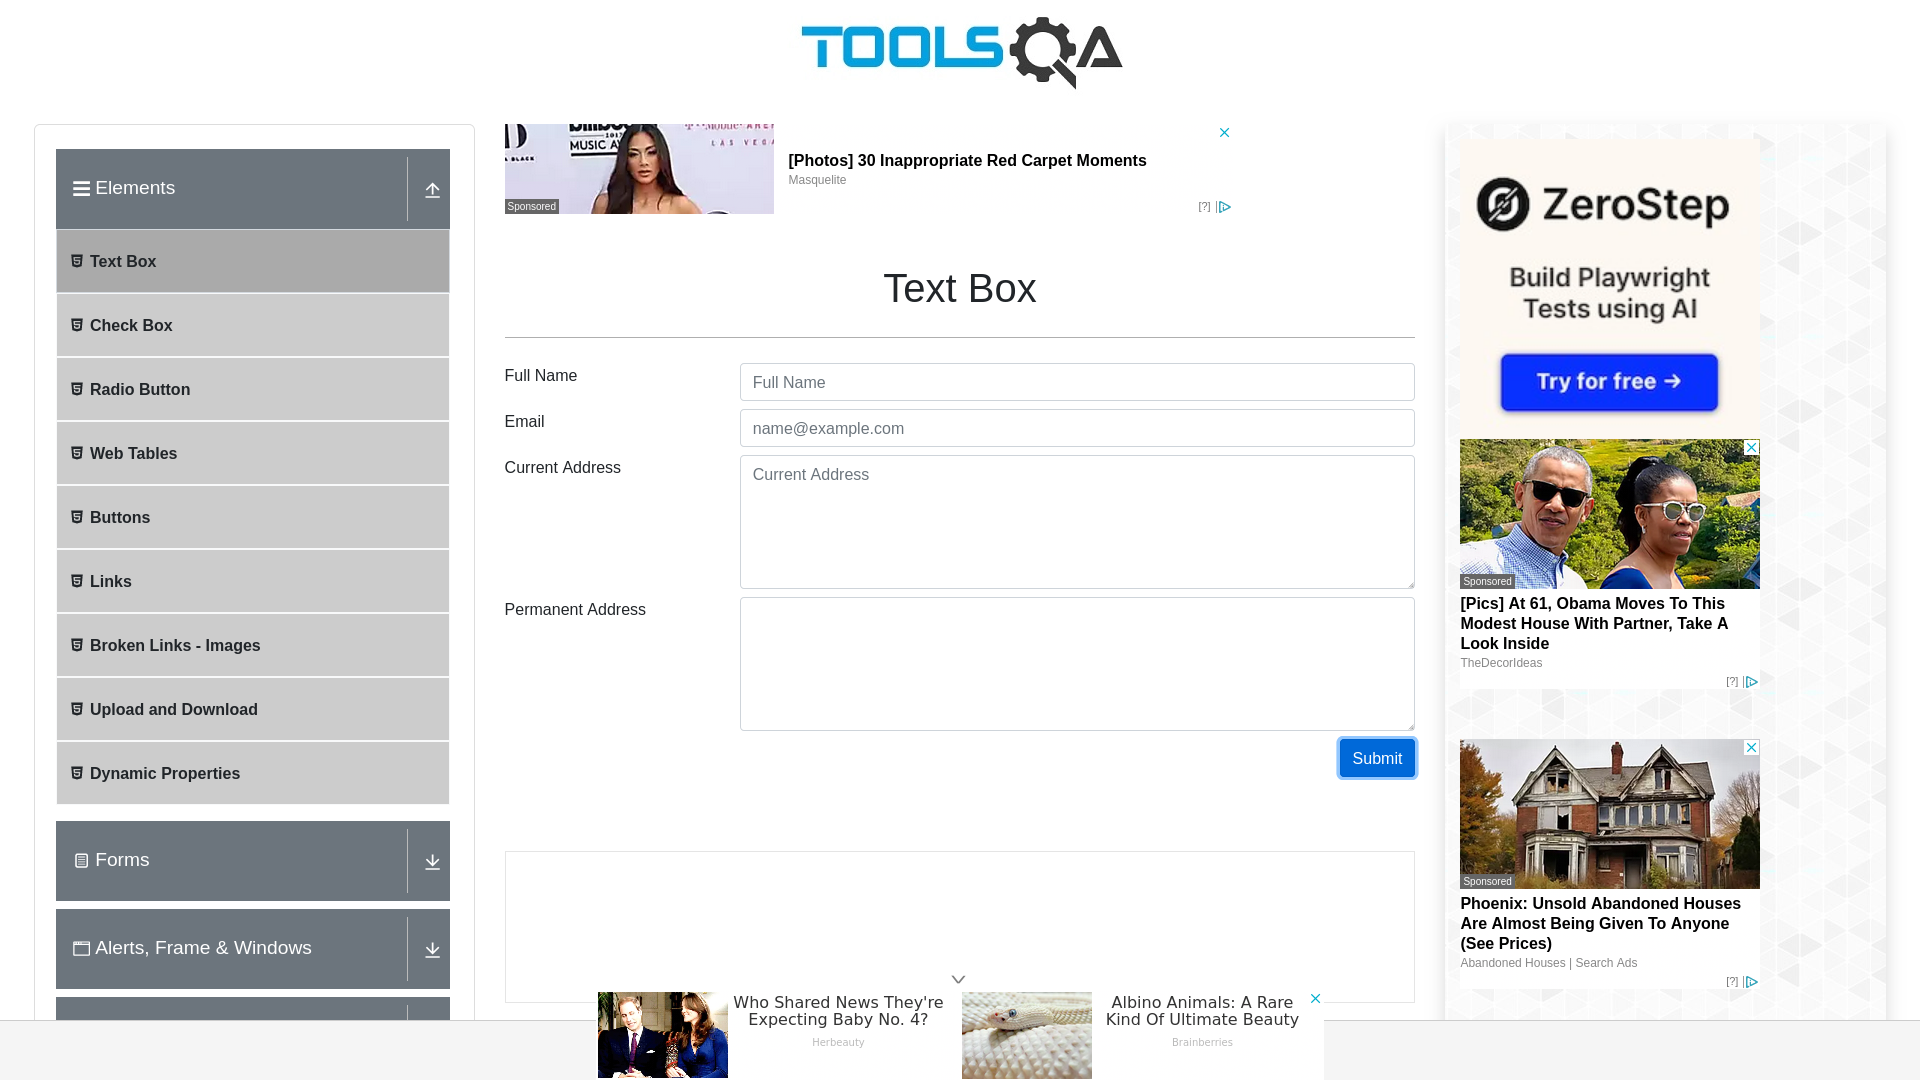 TOOLSQA
Elements
Text Box
Check Box
Radio Button
Web Tables
Buttons
Links
Broken Links - Images
Upload and Download
Dynamic Properties
Forms
Alerts, Frame & Windows
Sponsored
[Photos] 30 Inappropriate Red Carpet Moments
Masquelite
[?]
Text Box
Full Name
Full Name
Email
name@example.com
Current Address
Current Address
Permanent Address
Submit
ZeroStep
Build Playwright
Tests using AI
Try for free →
Sponsored
[Pics] At 61, Obama Moves To This
Modest House With Partner, Take A
Look Inside
TheDecorIdeas
[?]
Sponsored
Phoenix: Unsold Abandoned Houses
Are Almost Being Given To Anyone
(See Prices)
Abandoned Houses | Search Ads
[?]
Who Shared News They're
Expecting Baby No. 4?
Herbeauty
Albino Animals: A Rare
Kind Of Ultimate Beauty
Brainberries